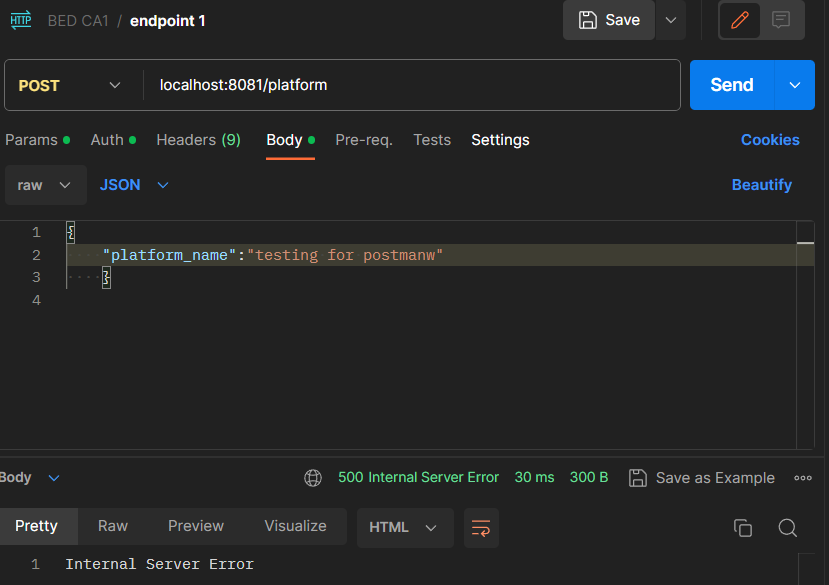 HTTP BED CA1 / endpoint 1 Save
POST localhost:8081/platform Send
Params Auth Headers (9) Body Pre-req. Tests Settings Cookies
raw JSON Beautify
1 {
2 "platform_name":"testing for postmanw"
3 }
4
Body 500 Internal Server Error 30 ms 300 B Save as Example
Pretty Raw Preview Visualize HTML
1 Internal Server Error